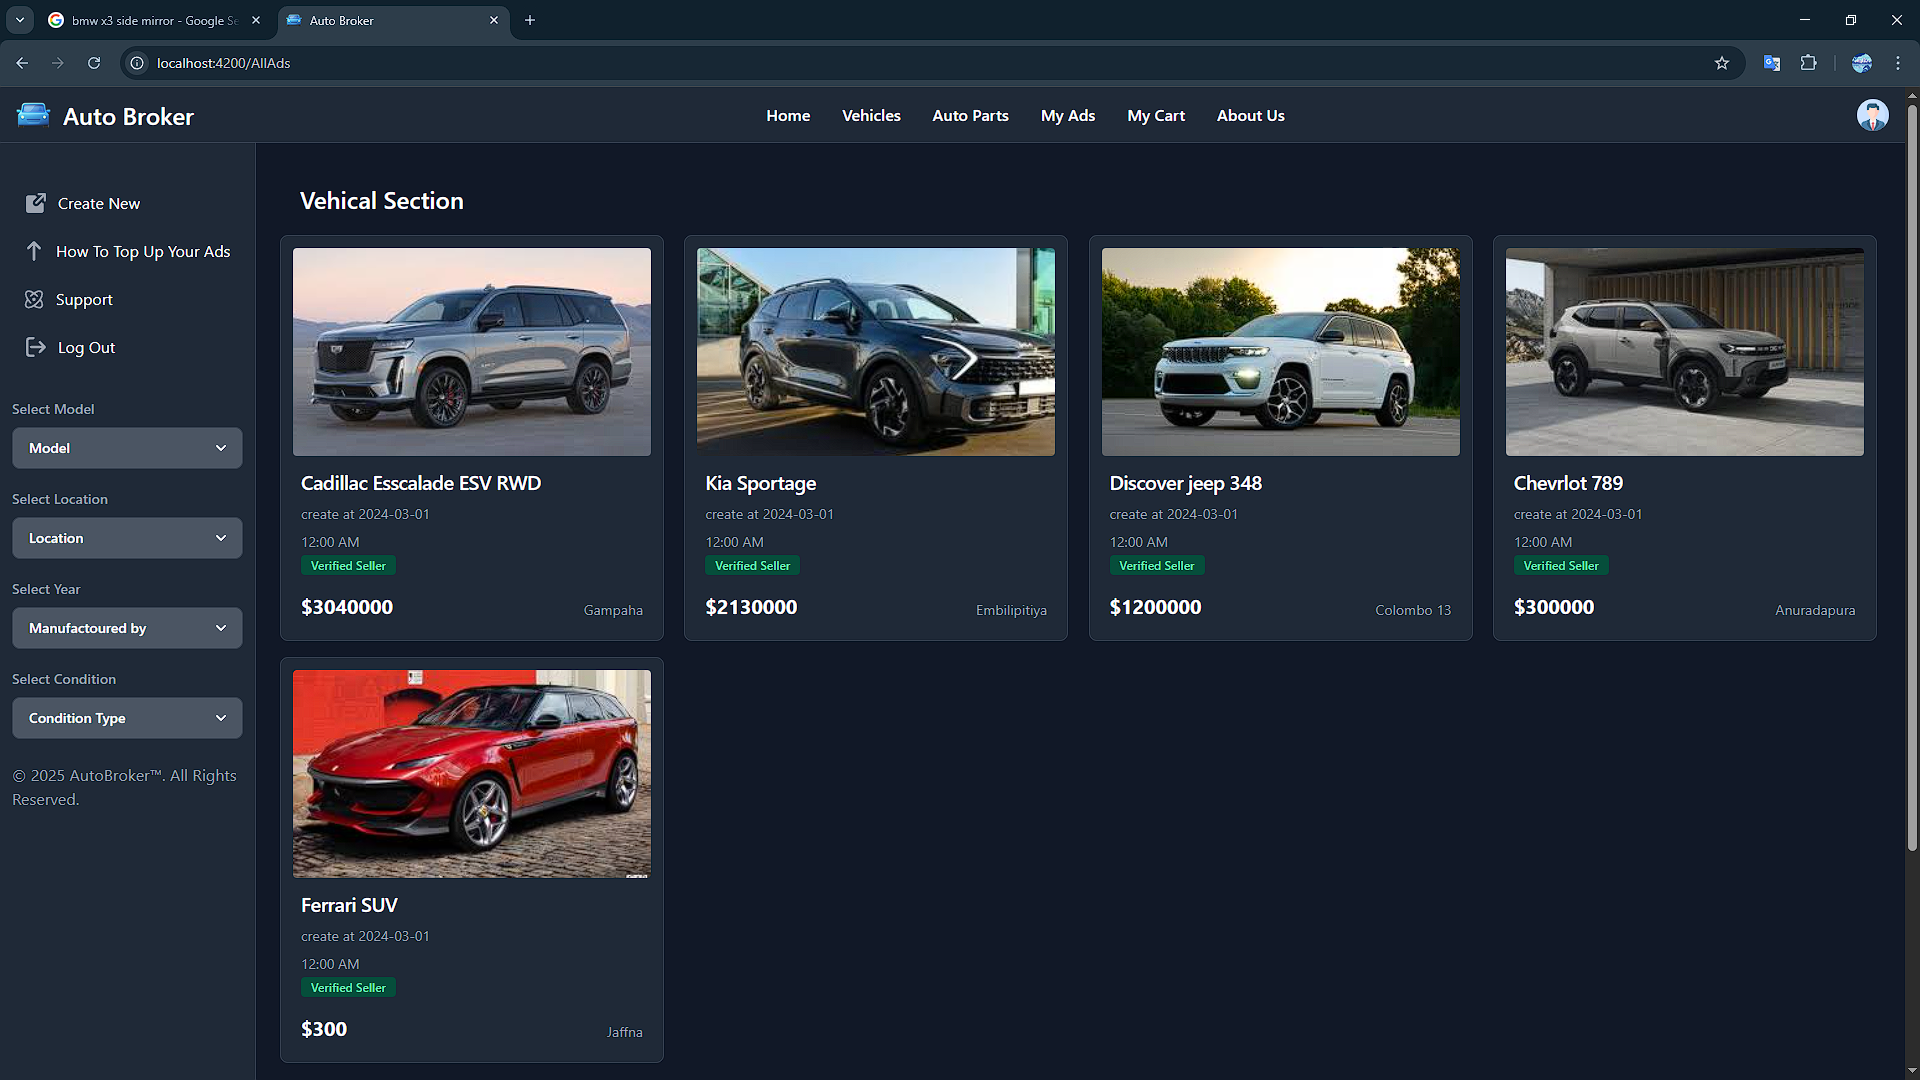 bmw x3 side mirror - Google Se
Auto Broker
localhost:4200/AllAds
Auto Broker
Home
Vehicles
Auto Parts
My Ads
My Cart
About Us
Create New
How To Top Up Your Ads
Support
Log Out
Select Model
Model
Select Location
Location
Select Year
Manufactoured by
Select Condition
Condition Type
© 2025 AutoBroker™. All Rights
Reserved.
Vehical Section
Cadillac Esscalade ESV RWD
create at 2024-03-01
12:00 AM
Verified Seller
$3040000
Gampaha
Kia Sportage
create at 2024-03-01
12:00 AM
Verified Seller
$2130000
Embilipitiya
Discover jeep 348
create at 2024-03-01
12:00 AM
Verified Seller
$1200000
Colombo 13
Chevrlot 789
create at 2024-03-01
12:00 AM
Verified Seller
$300000
Anuradapura
Ferrari SUV
create at 2024-03-01
12:00 AM
Verified Seller
$300
Jaffna